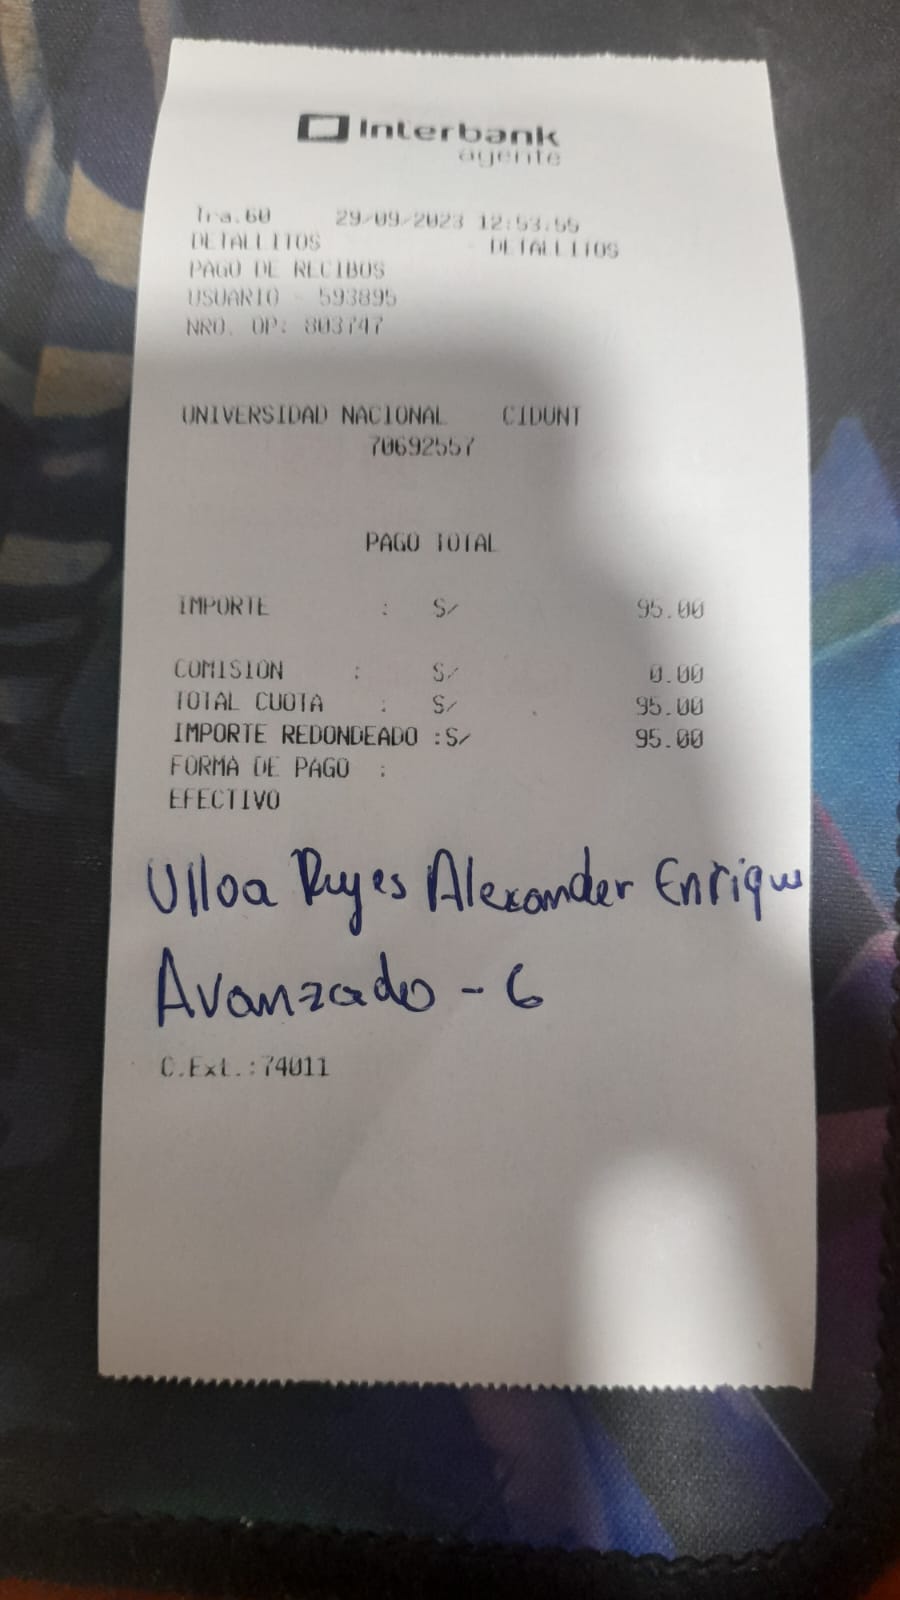 Interbank
agente
Tra.60 29/09/2023 12:53:55
DETALLITOS - DETALLITOS
PAGO DE RECIBOS
USUARIO - 593895
NRO. OP: 803747
UNIVERSIDAD NACIONAL CIDUNT
70692557
PAGO TOTAL
IMPORTE : S/ 95.00
COMISION : S/ 0.00
TOTAL CUOTA : S/ 95.00
IMPORTE REDONDEADO :S/ 95.00
FORMA DE PAGO :
EFECTIVO
Ulloa Reyes Alexander Enrique
Avanzado - 6
C.Ext.:74011